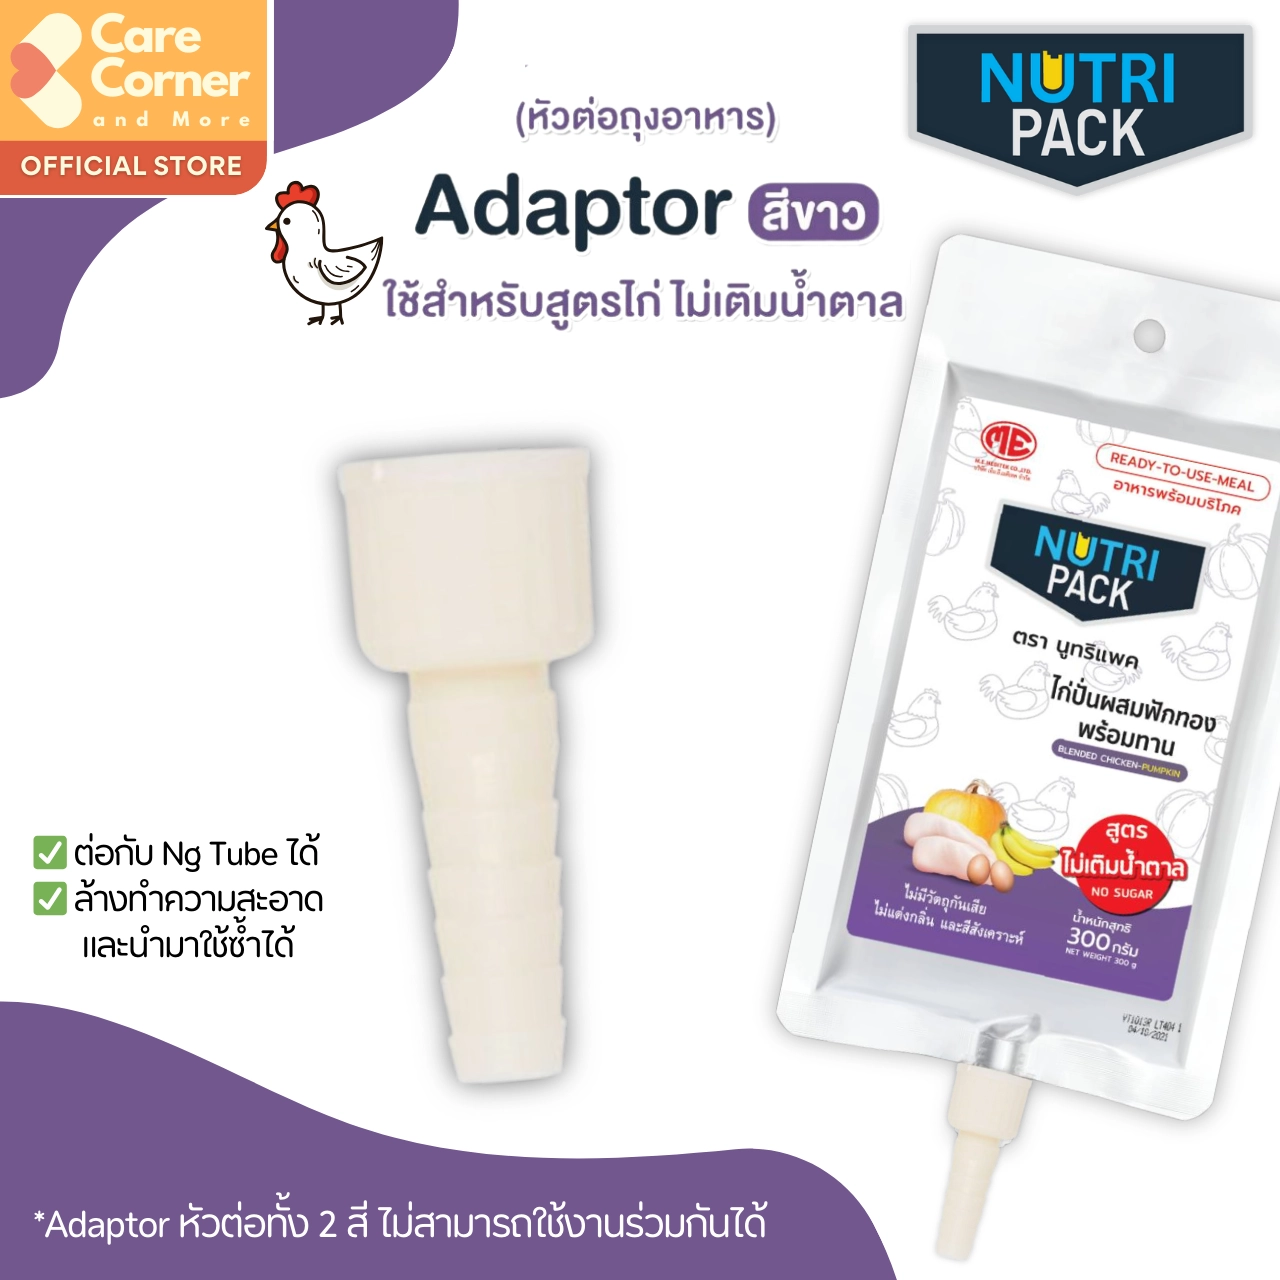 Care
Corner
and More
OFFICIAL STORE
(หัวต่อถุงอาหาร)
Adaptor สีขาว
ใช้สำหรับสูตรไก่ ไม่เติมน้ำตาล
NUTRI
PACK
ME
M.E.MEDITEK CO.,LTD.
READY-TO-USE-MEAL
อาหารพร้อมบริโภค
NUTRI
PACK
ตรา นูทริแพค
ไก่ปั่นผสมฟักทอง
พร้อมทาน
BLENDED CHICKEN-PUMPKIN
สูตร
ไม่เติมน้ำตาล
NO SUGAR
ไม่มีวัตถุกันเสีย
ไม่แต่งกลิ่น และสีสังเคราะห์
น้ำหนักสุทธิ
300 กรัม
NET WEIGHT 300 g
04/10/2021
✅ ต่อกับ Ng Tube ได้
✅ ล้างทำความสะอาด
และนำมาใช้ซ้ำได้
*Adaptor หัวต่อทั้ง 2 สี ไม่สามารถใช้งานร่วมกันได้